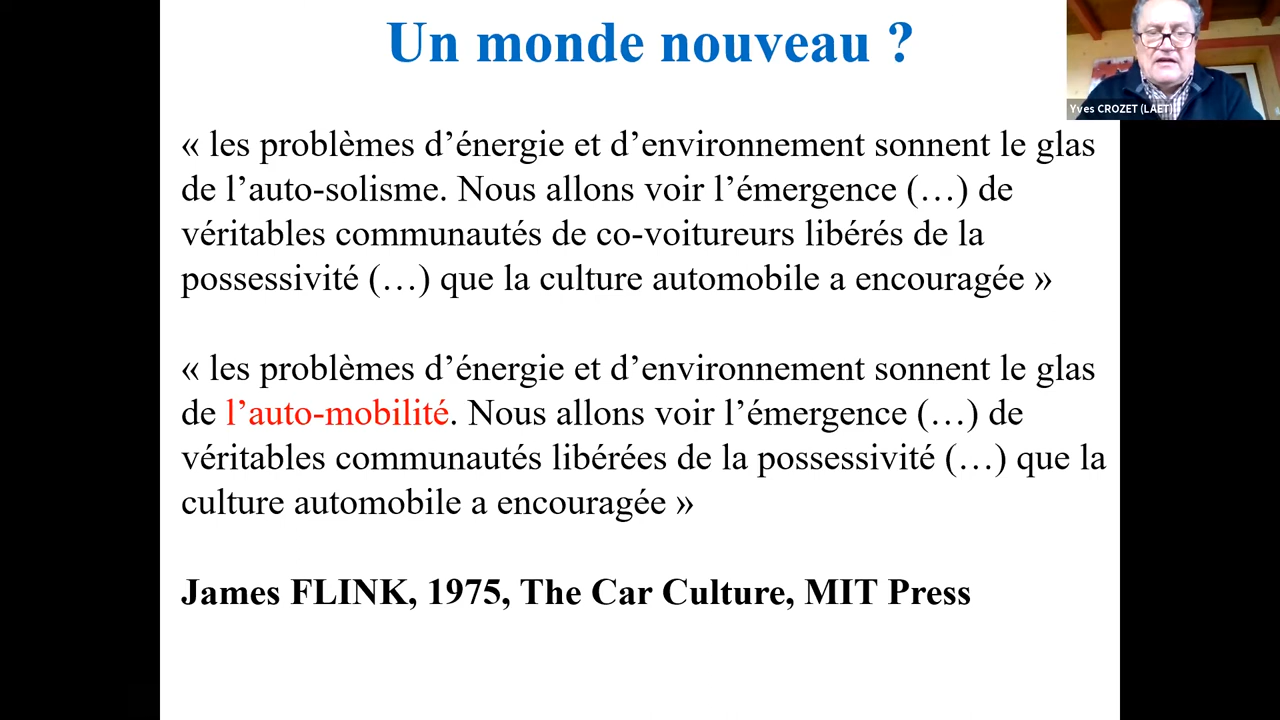 Un monde nouveau ?
Yves CROZET (LAET)
« les problèmes d’énergie et d’environnement sonnent le glas
de l’auto-solisme. Nous allons voir l’émergence (…) de
véritables communautés de co-voitureurs libérés de la
possessivité (…) que la culture automobile a encouragée »
« les problèmes d’énergie et d’environnement sonnent le glas
de l’auto-mobilité. Nous allons voir l’émergence (…) de
véritables communautés libérées de la possessivité (…) que la
culture automobile a encouragée »
James FLINK, 1975, The Car Culture, MIT Press